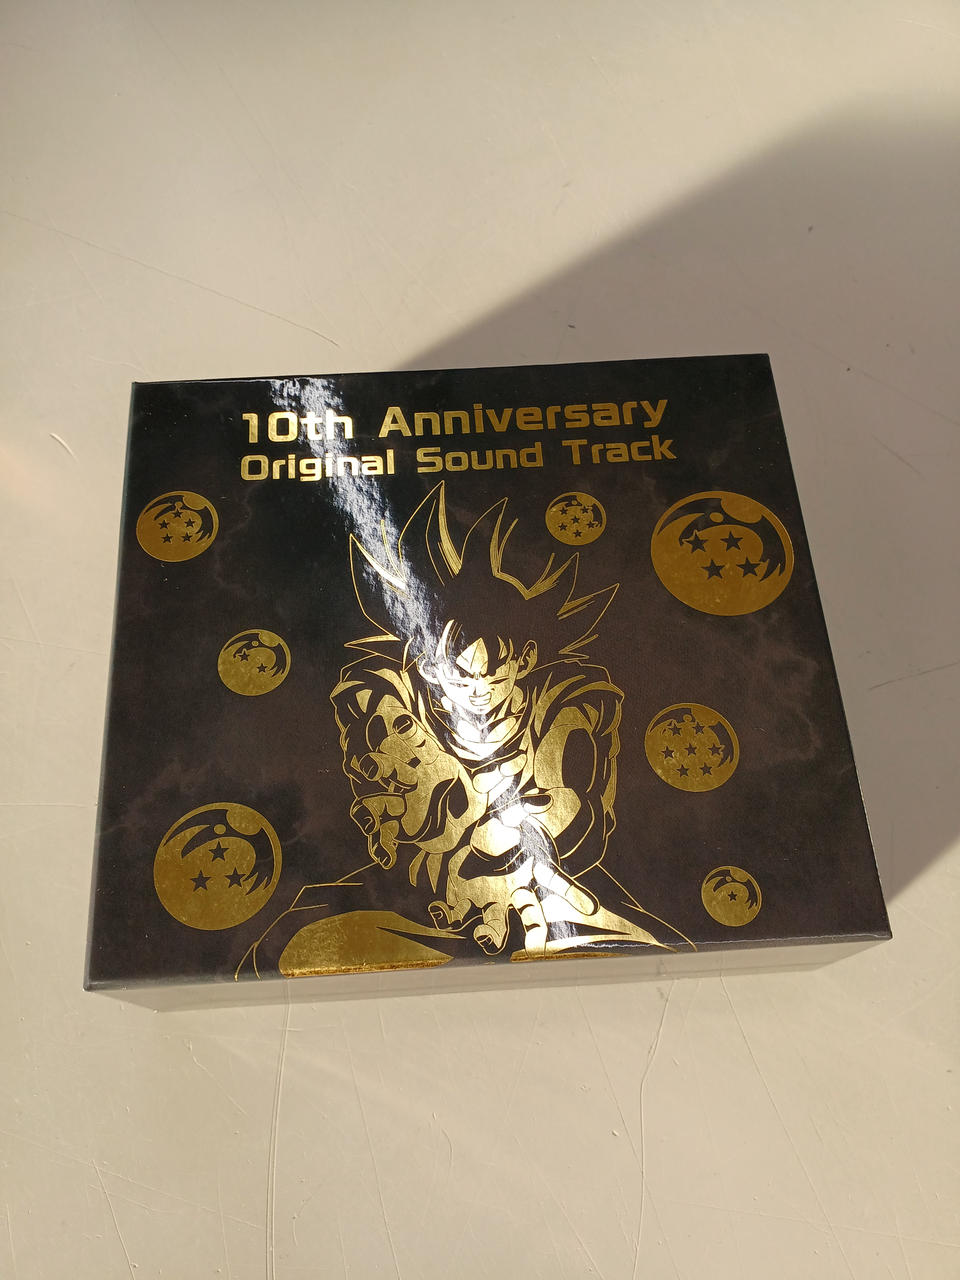 10th Anniversary
Original Sound Track